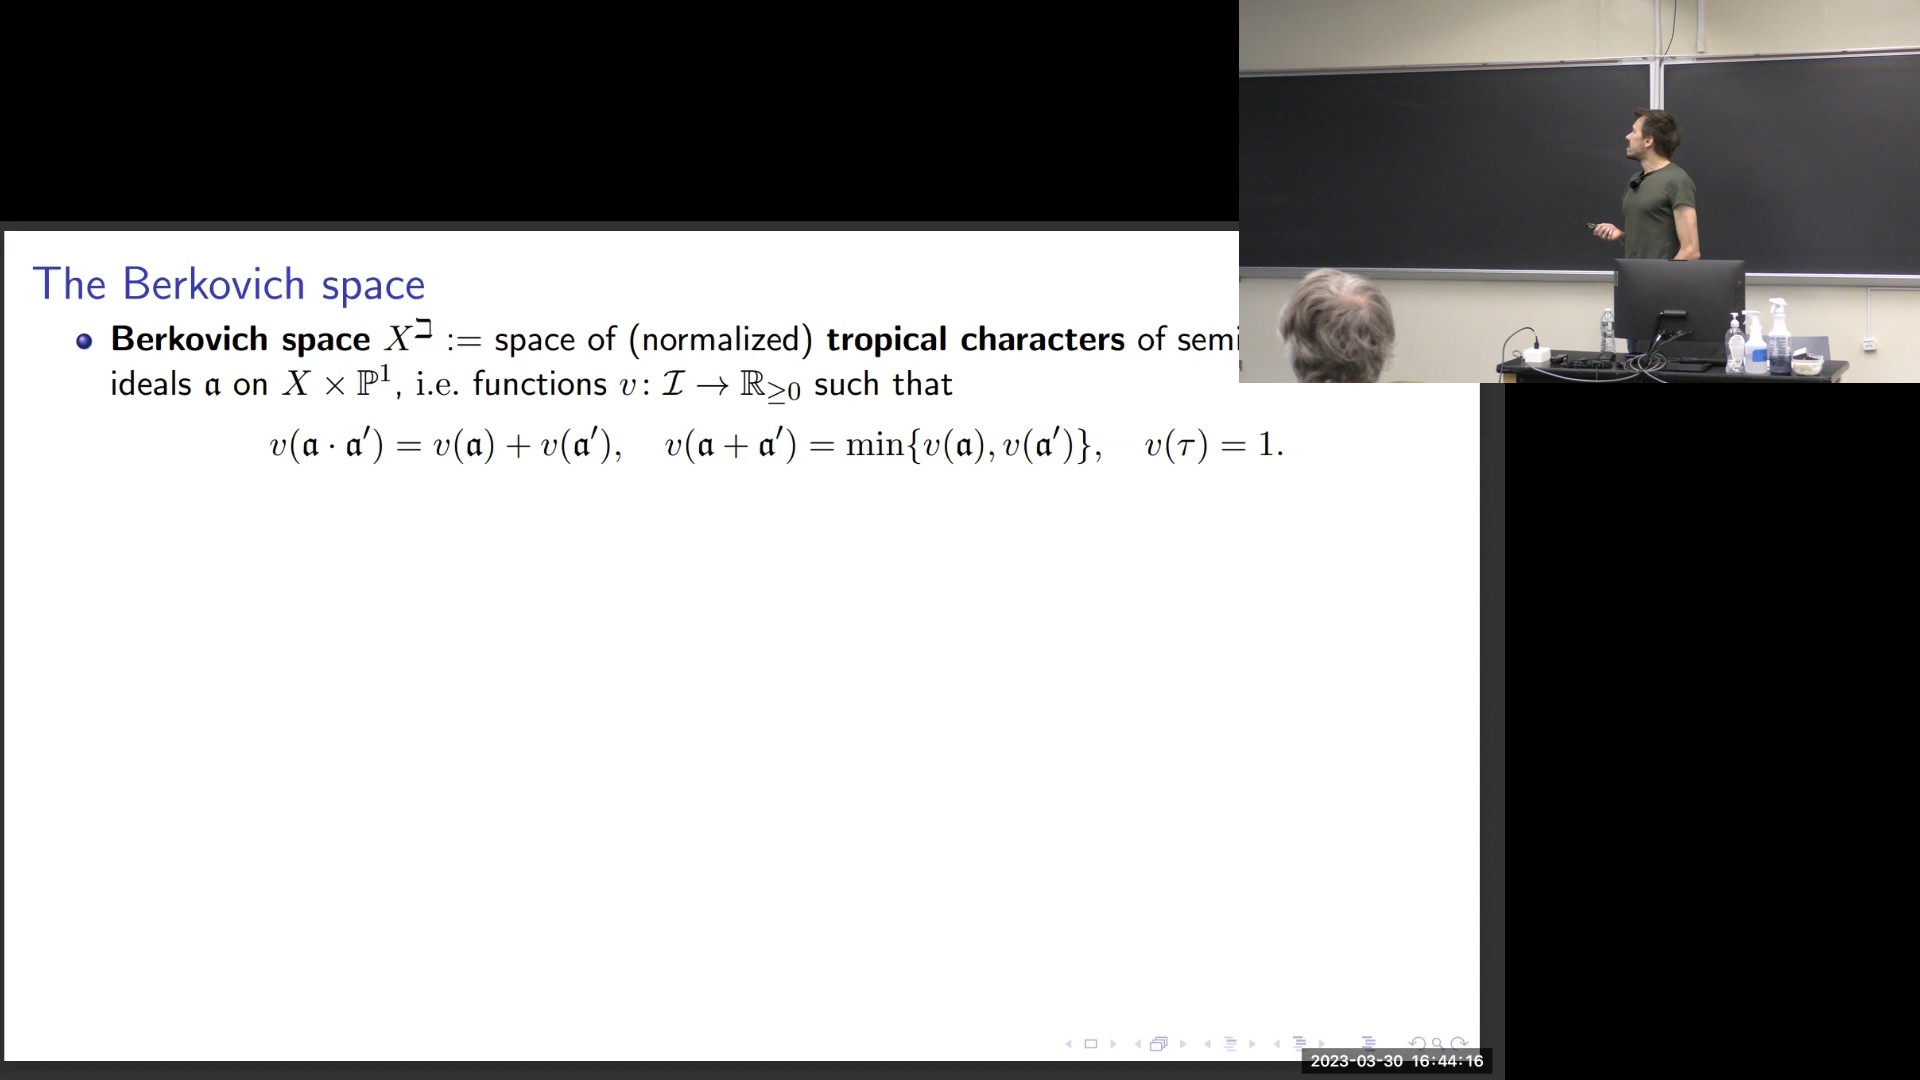 The Berkovich space
Berkovich space X^ℶ := space of (normalized) tropical characters of semi
ideals 𝔞 on X × ℙ¹, i.e. functions v: ℐ → ℝ≥0 such that
v(𝔞 · 𝔞′) = v(𝔞) + v(𝔞′), v(𝔞 + 𝔞′) = min{v(𝔞), v(𝔞′)}, v(τ) = 1.
2023-03-30 16:44:16